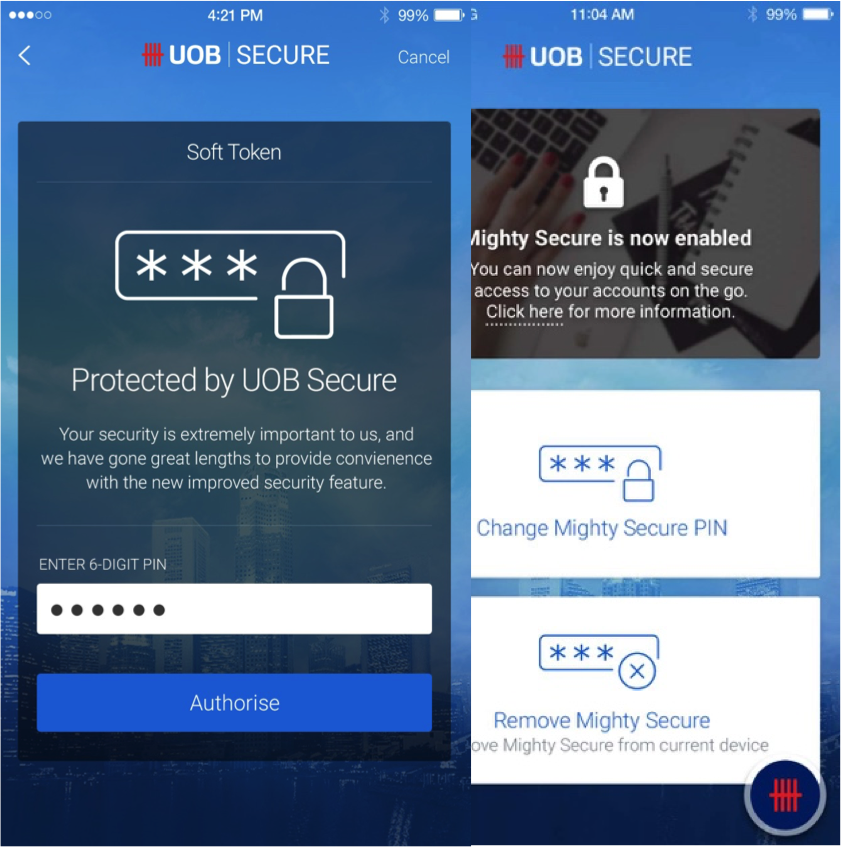 4:21 PM
99%
UOB | SECURE
Cancel
Soft Token
***
Protected by UOB Secure
Your security is extremely important to us, and
we have gone great lengths to provide convienence
with the new improved security feature.
ENTER 6-DIGIT PIN
●●●●●●
Authorise
G
11:04 AM
99%
UOB | SECURE
Mighty Secure is now enabled
You can now enjoy quick and secure
access to your accounts on the go.
Click here for more information.
***
Change Mighty Secure PIN
***
Remove Mighty Secure
ove Mighty Secure from current device